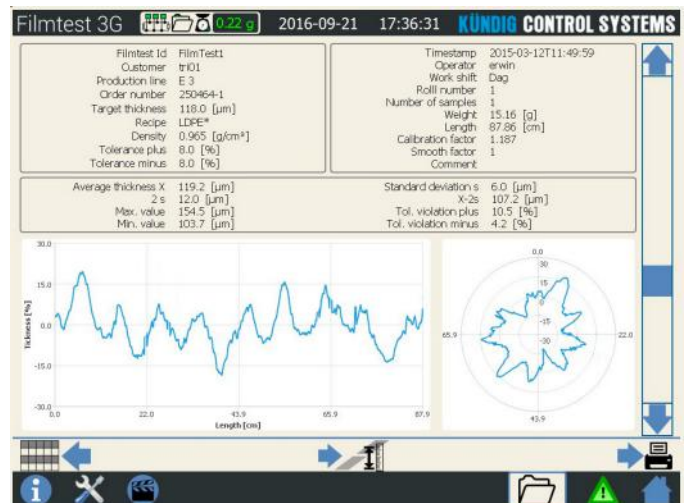 Filmtest 3G 0.22 g 2016-09-21 17:36:31 KÜNDIG CONTROL SYSTEMS
Filmtest Id FilmTest1
Customer tri01
Production line E 3
Order number 250464-1
Target thickness 118.0 [µm]
Recipe LDPE*
Density 0.965 [g/cm³]
Tolerance plus 8.0 [%]
Tolerance minus 8.0 [%]
Timestamp 2015-03-12T11:49:59
Operator erwin
Work shift Dag
Rolll number 1
Number of samples 1
Weight 15.16 [g]
Length 87.86 [cm]
Calibration factor 1.187
Smooth factor 1
Comment
Average thickness X 119.2 [µm]
2 s 12.0 [µm]
Max. value 154.5 [µm]
Min. value 103.7 [µm]
Standard deviation s 6.0 [µm]
X-2s 107.2 [µm]
Tol. violation plus 10.5 [%]
Tol. violation minus 4.2 [%]
Tickness [%]
30.0
15.0
0.0
-15.0
-30.0
0.0 22.0 43.9 65.9 87.9
Length [cm]
0.0
30
15
0
-15
-30
65.9 22.0
43.9